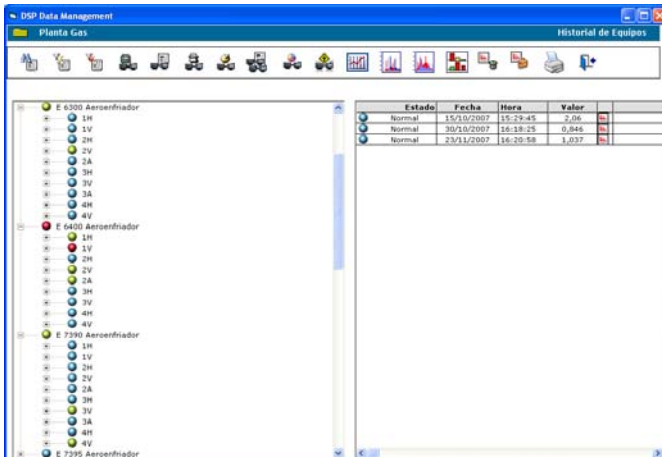 DSP Data Management
Planta Gas Historial de Equipos
E 6300 Aeroenfriador
1H
1V
2H
2V
2A
3H
3V
3A
4H
4V
E 6400 Aeroenfriador
1H
1V
2H
2V
2A
3H
3V
4H
4V
E 7390 Aeroenfriador
1H
1V
2H
2V
2A
3H
3V
3A
4H
4V
E 7395 Aeroenfriador
Estado Fecha Hora Valor
Normal 15/10/2007 15:29:45 2,06
Normal 30/10/2007 16:18:25 0,846
Normal 23/11/2007 16:20:58 1,037